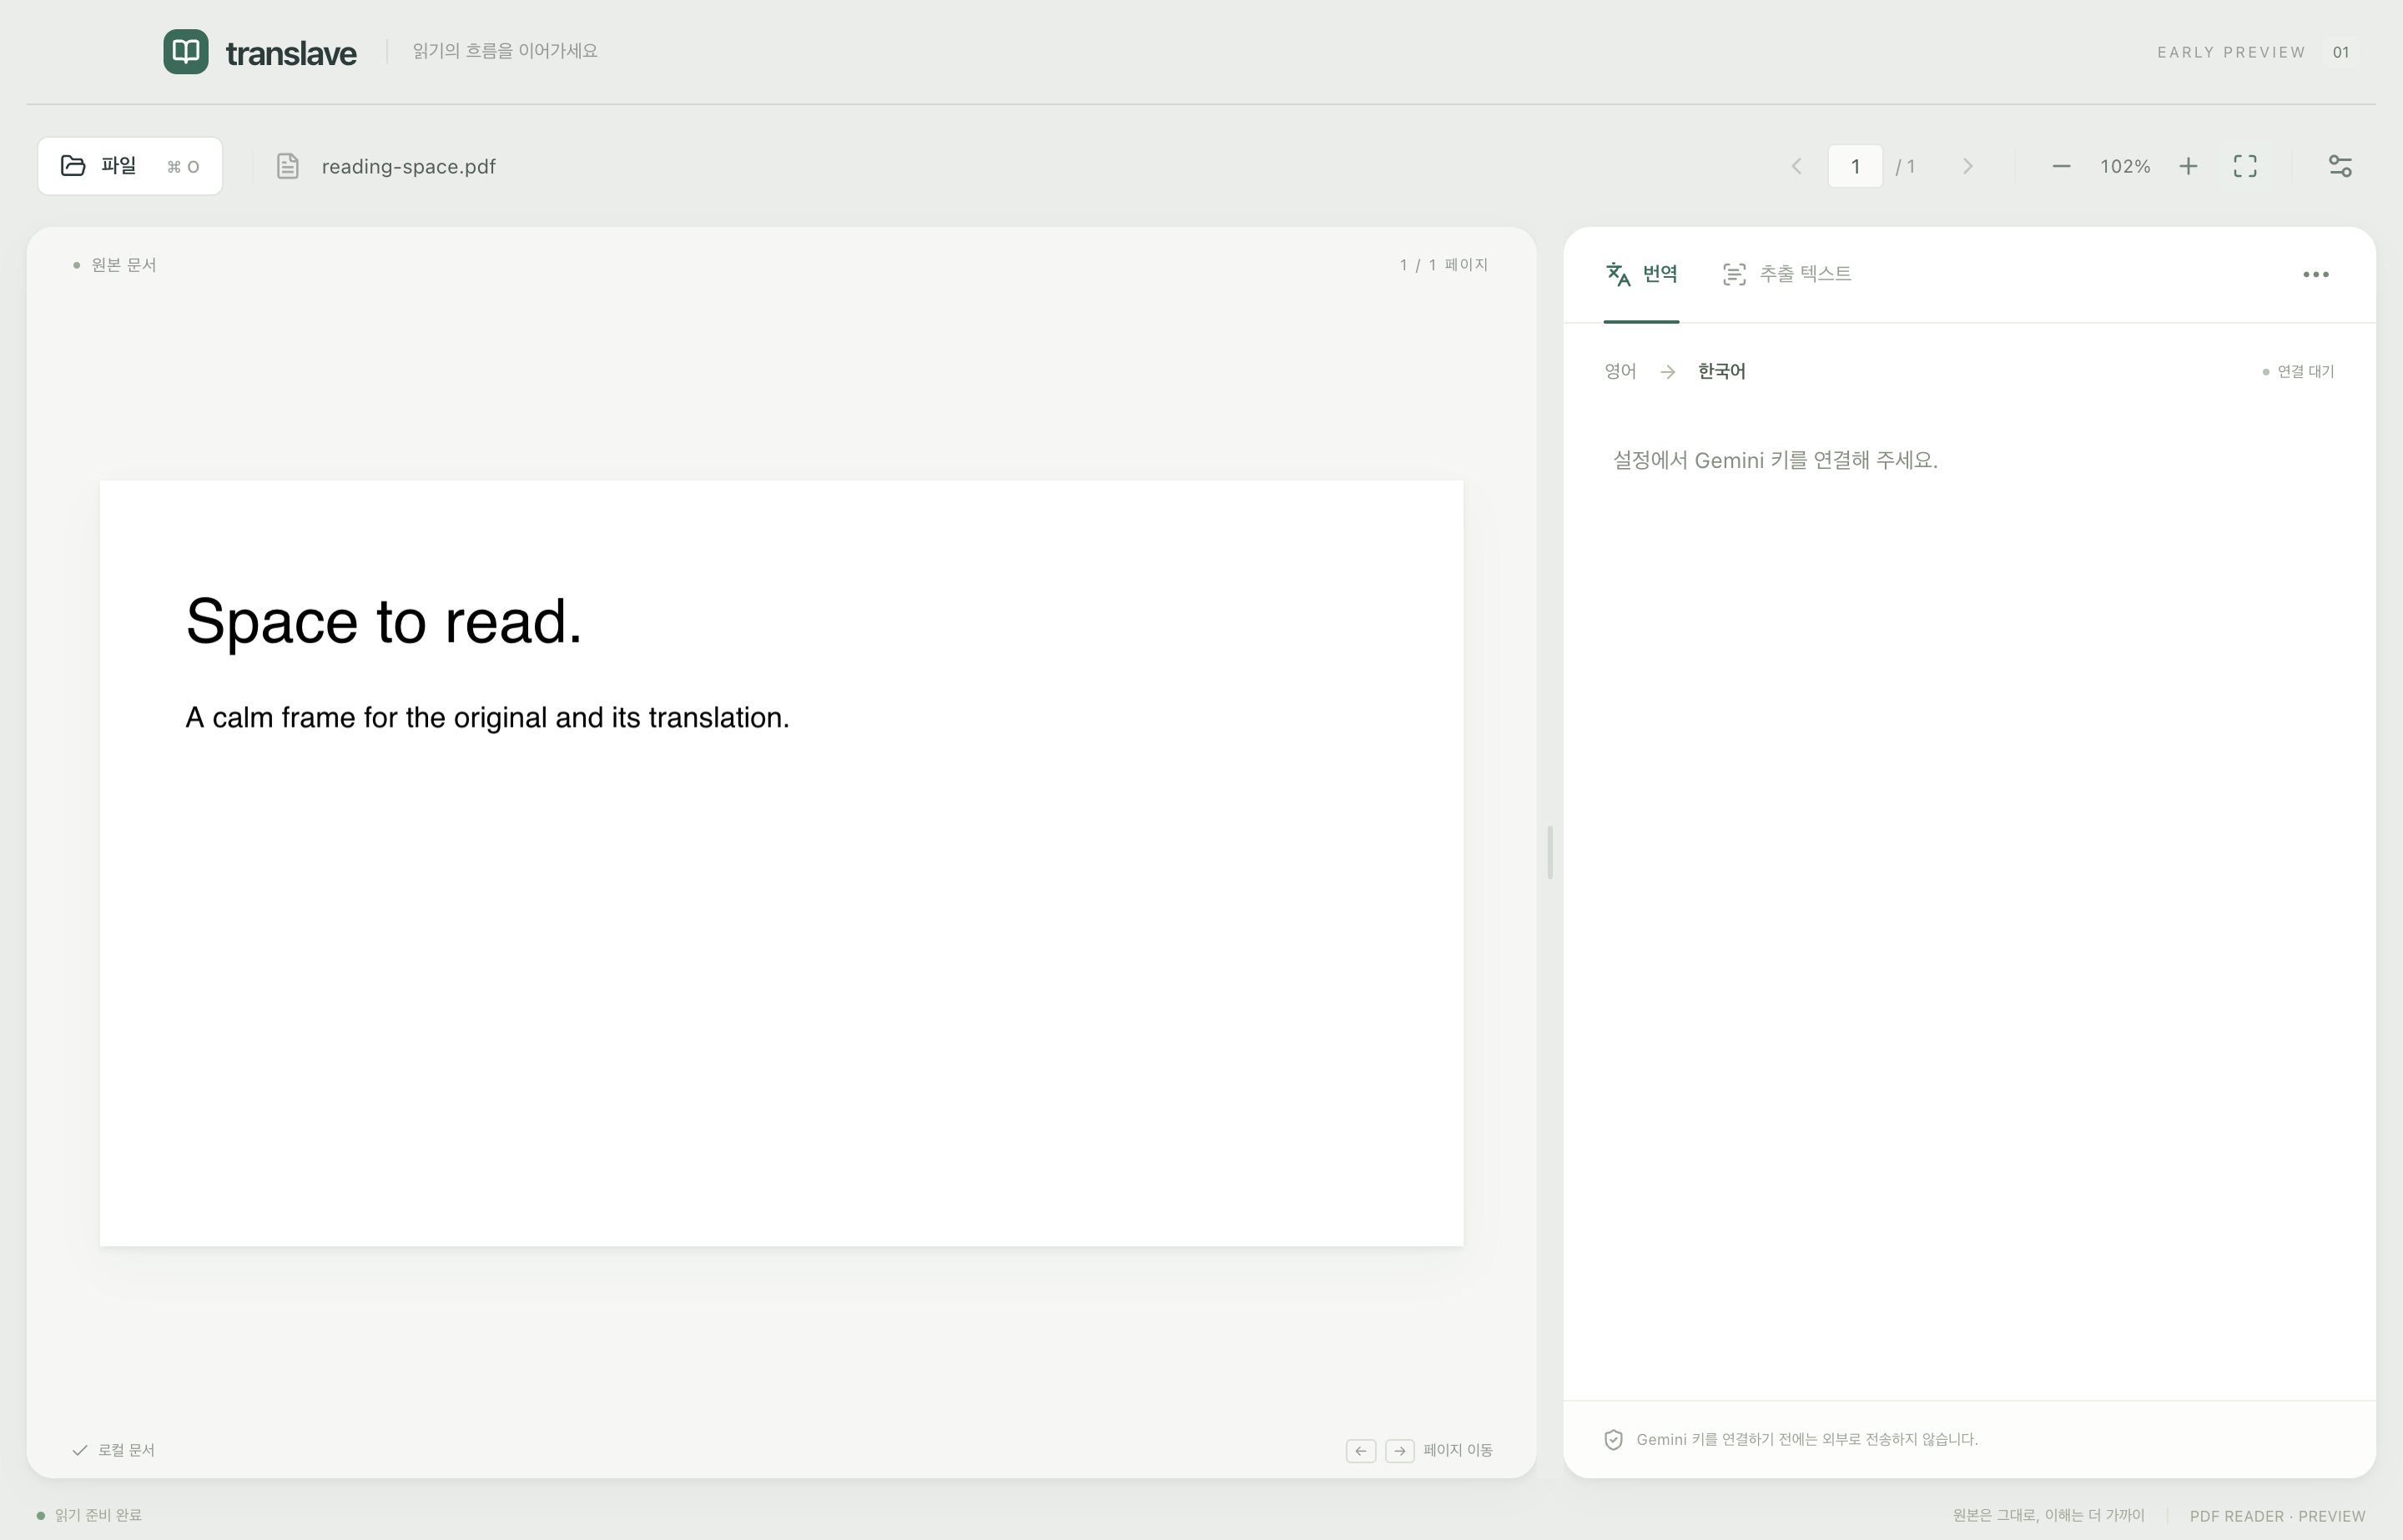 translave
읽기의 흐름을 이어가세요
EARLY PREVIEW 01
파일 ⌘ O
reading-space.pdf
1 / 1
102%
원본 문서
1 / 1 페이지
Space to read.
A calm frame for the original and its translation.
로컬 문서
← → 페이지 이동
번역
추출 텍스트
영어 → 한국어
연결 대기
설정에서 Gemini 키를 연결해 주세요.
Gemini 키를 연결하기 전에는 외부로 전송하지 않습니다.
읽기 준비 완료
원본은 그대로, 이해는 더 가까이
PDF READER · PREVIEW